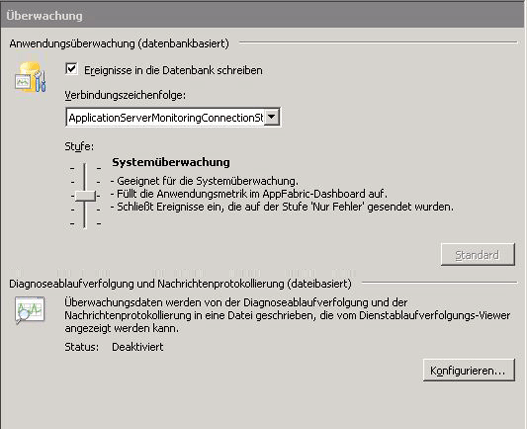 Überwachung
Anwendungsüberwachung (datenbankbasiert)
Ereignisse in die Datenbank schreiben
Verbindungszeichenfolge:
ApplicationServerMonitoringConnectionSt
Stufe:
Systemüberwachung
- Geeignet für die Systemüberwachung.
- Füllt die Anwendungsmetrik im AppFabric-Dashboard auf.
- Schließt Ereignisse ein, die auf der Stufe 'Nur Fehler' gesendet wurden.
Standard
Diagnoseablaufverfolgung und Nachrichtenprotokollierung (dateibasiert)
Überwachungsdaten werden von der Diagnoseablaufverfolgung und der
Nachrichtenprotokollierung in eine Datei geschrieben, die vom Dienstablaufverfolgungs-Viewer
angezeigt werden kann.
Status: Deaktiviert
Konfigurieren...